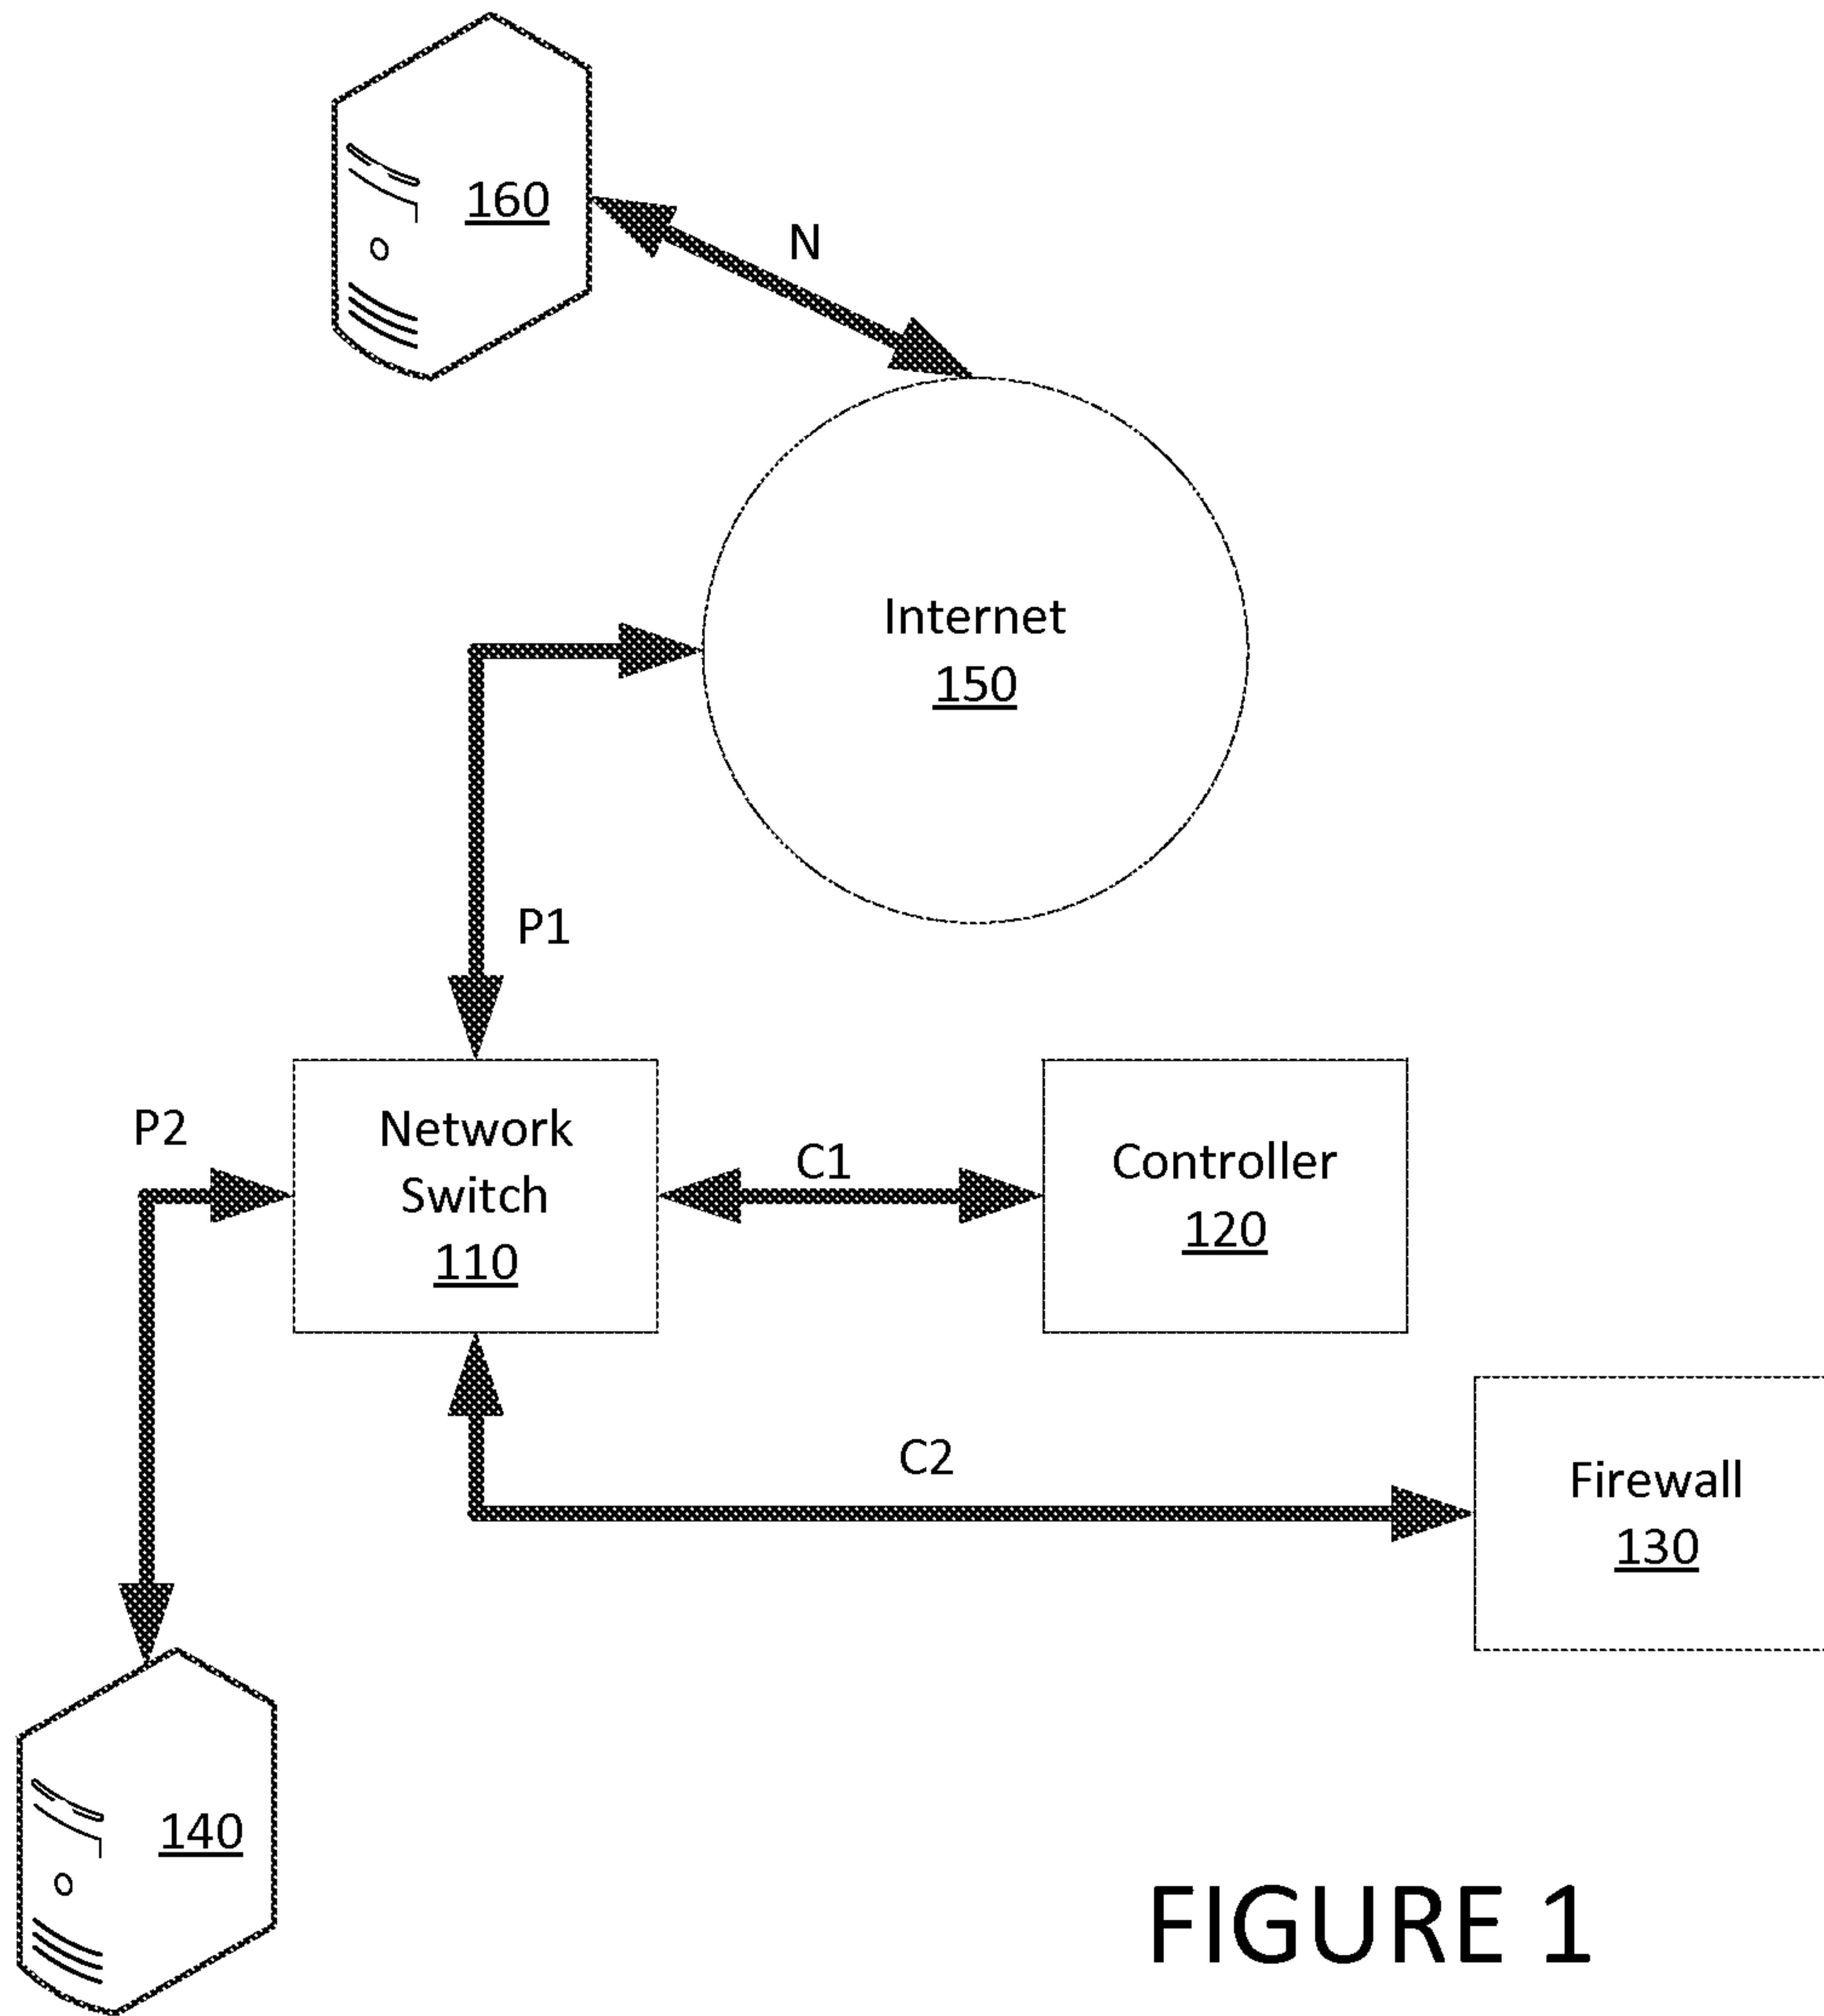 160
N
Internet
150
P1
P2
Network
Switch
110
C1
Controller
120
C2
Firewall
130
140
FIGURE 1